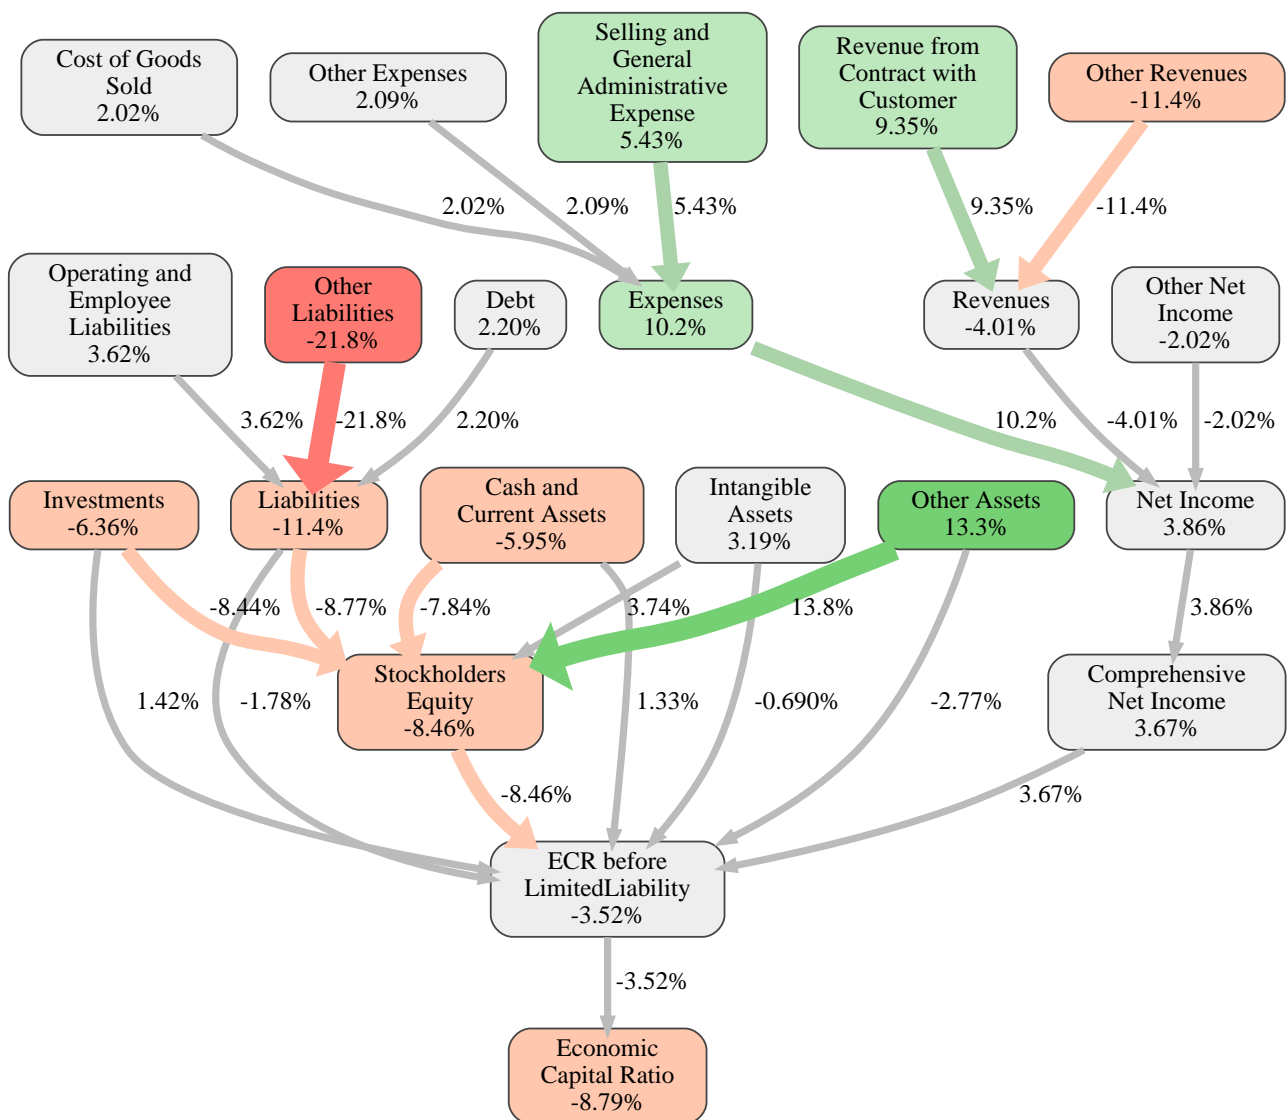 Cost of Goods
Sold
2.02%
Other Expenses
2.09%
Selling and
General
Administrative
Expense
5.43%
Revenue from
Contract with
Customer
9.35%
Other Revenues
-11.4%
2.02%
2.09%
5.43%
9.35%
-11.4%
Operating and
Employee
Liabilities
3.62%
Other
Liabilities
-21.8%
Debt
2.20%
Expenses
10.2%
Revenues
-4.01%
Other Net
Income
-2.02%
3.62%
-21.8%
2.20%
10.2%
-4.01%
-2.02%
Investments
-6.36%
Liabilities
-11.4%
Cash and
Current Assets
-5.95%
Intangible
Assets
3.19%
Other Assets
13.3%
Net Income
3.86%
-8.44%
-8.77%
-7.84%
3.74%
13.8%
3.86%
Stockholders
Equity
-8.46%
Comprehensive
Net Income
3.67%
1.42%
-1.78%
1.33%
-0.690%
-2.77%
-8.46%
3.67%
ECR before
LimitedLiability
-3.52%
-3.52%
Economic
Capital Ratio
-8.79%